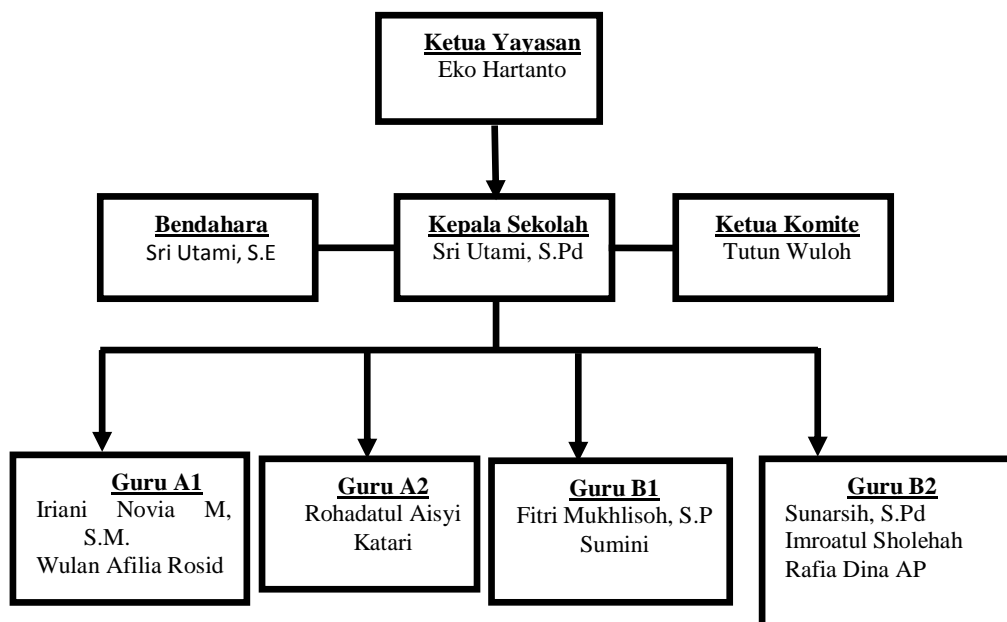 Ketua Yayasan
Eko Hartanto
Bendahara
Sri Utami, S.E
Kepala Sekolah
Sri Utami, S.Pd
Ketua Komite
Tutun Wuloh
Guru A1
Iriani Novia M,
S.M.
Wulan Afilia Rosid
Guru A2
Rohadatul Aisyi
Katari
Guru B1
Fitri Mukhlisoh, S.P
Sumini
Guru B2
Sunarsih, S.Pd
Imroatul Sholehah
Rafia Dina AP